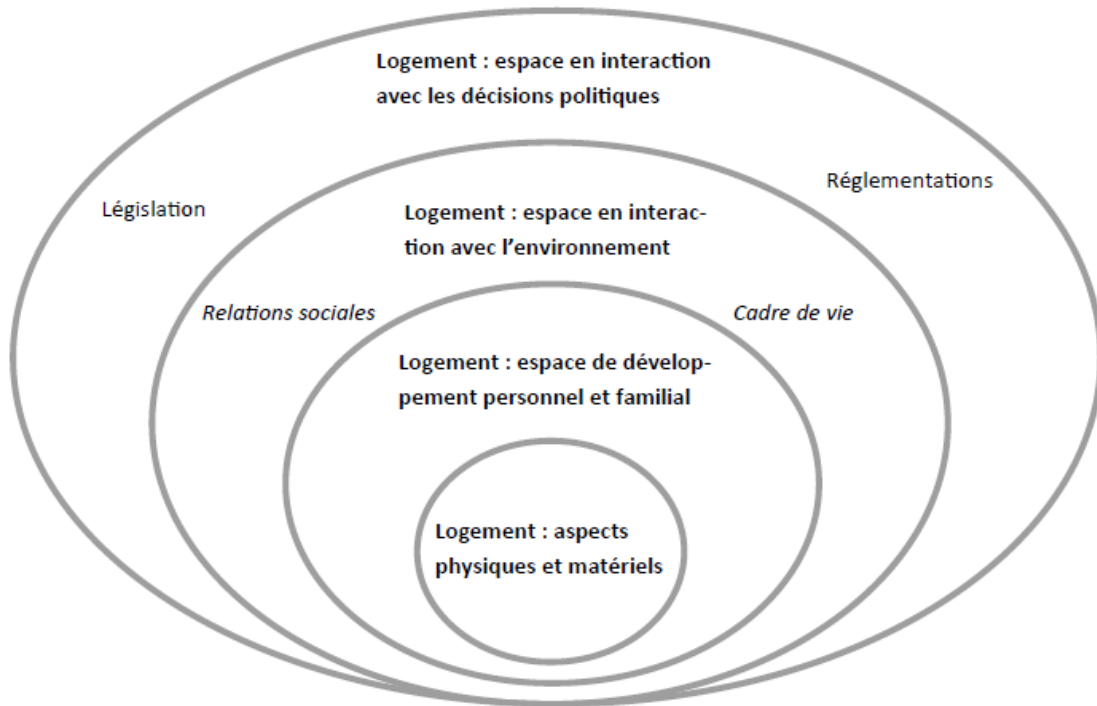 Logement : espace en interaction
avec les décisions politiques
Réglementations
Législation
Logement : espace en interac-
tion avec l'environnement
Relations sociales
Cadre de vie
Logement : espace de dévelop-
pement personnel et familial
Logement : aspects
physiques et matériels